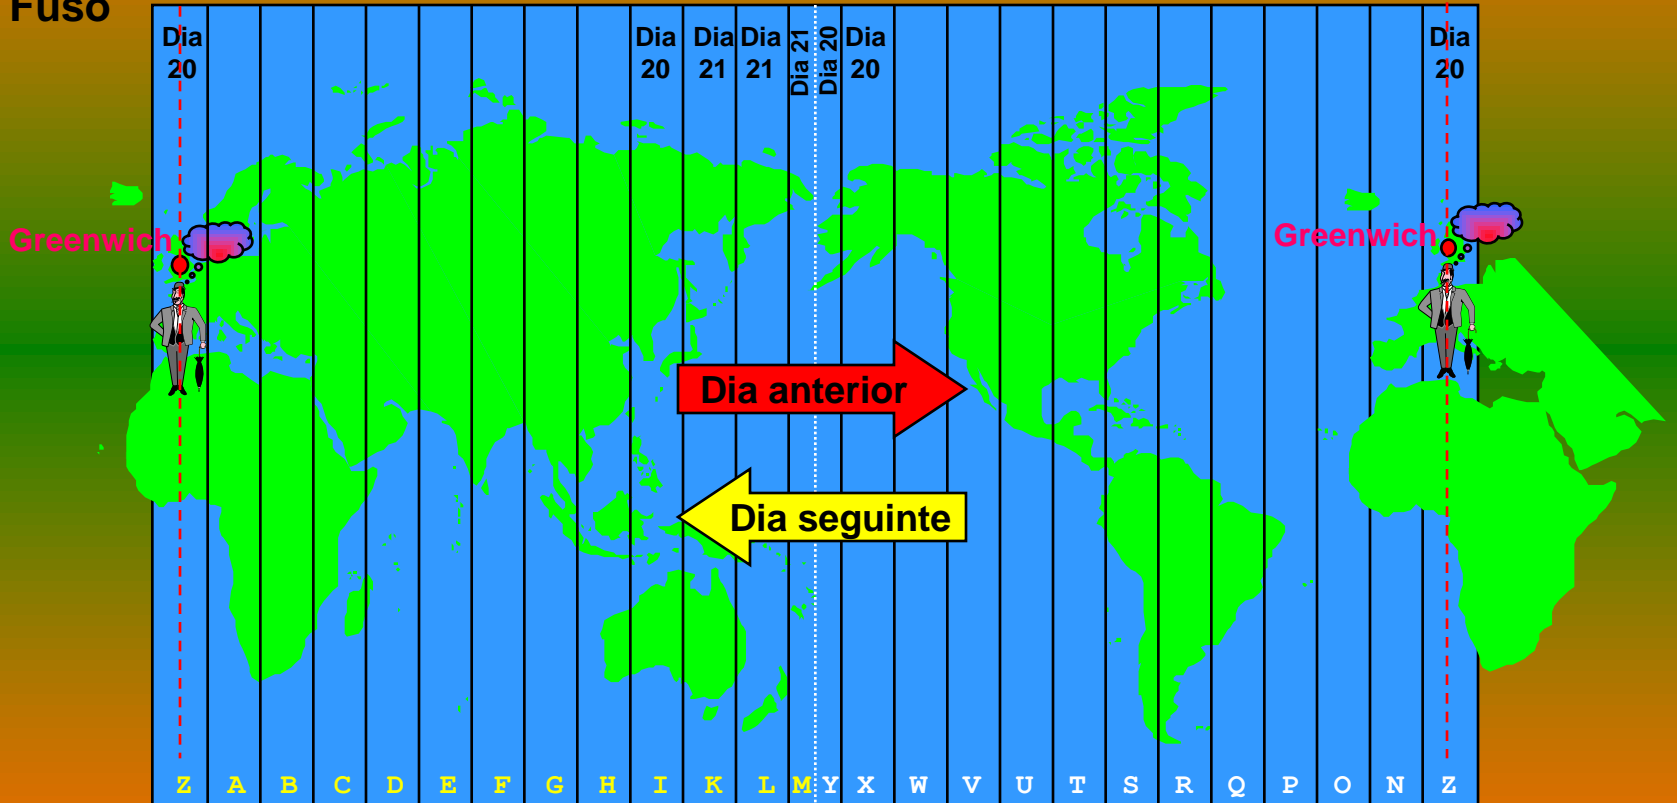 Fuso
Dia
20
Dia
20
Dia
21
Dia
21
Dia 21
Dia 20
Dia
20
Dia
20
Greenwich
Greenwich
Dia anterior
Dia seguinte
Z A B C D E F G H I K L M Y X W V U T S R Q P O N Z